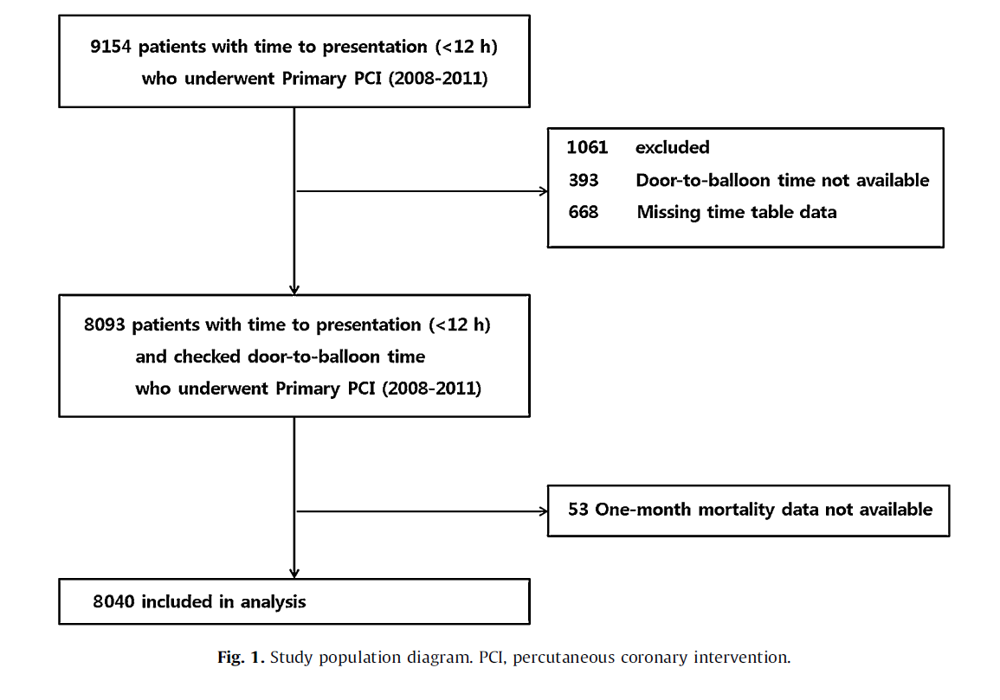 9154 patients with time to presentation (<12 h)
who underwent Primary PCI (2008-2011)
1061 excluded
393 Door-to-balloon time not available
668 Missing time table data
8093 patients with time to presentation (<12 h)
and checked door-to-balloon time
who underwent Primary PCI (2008-2011)
53 One-month mortality data not available
8040 included in analysis
Fig. 1. Study population diagram. PCI, percutaneous coronary intervention.